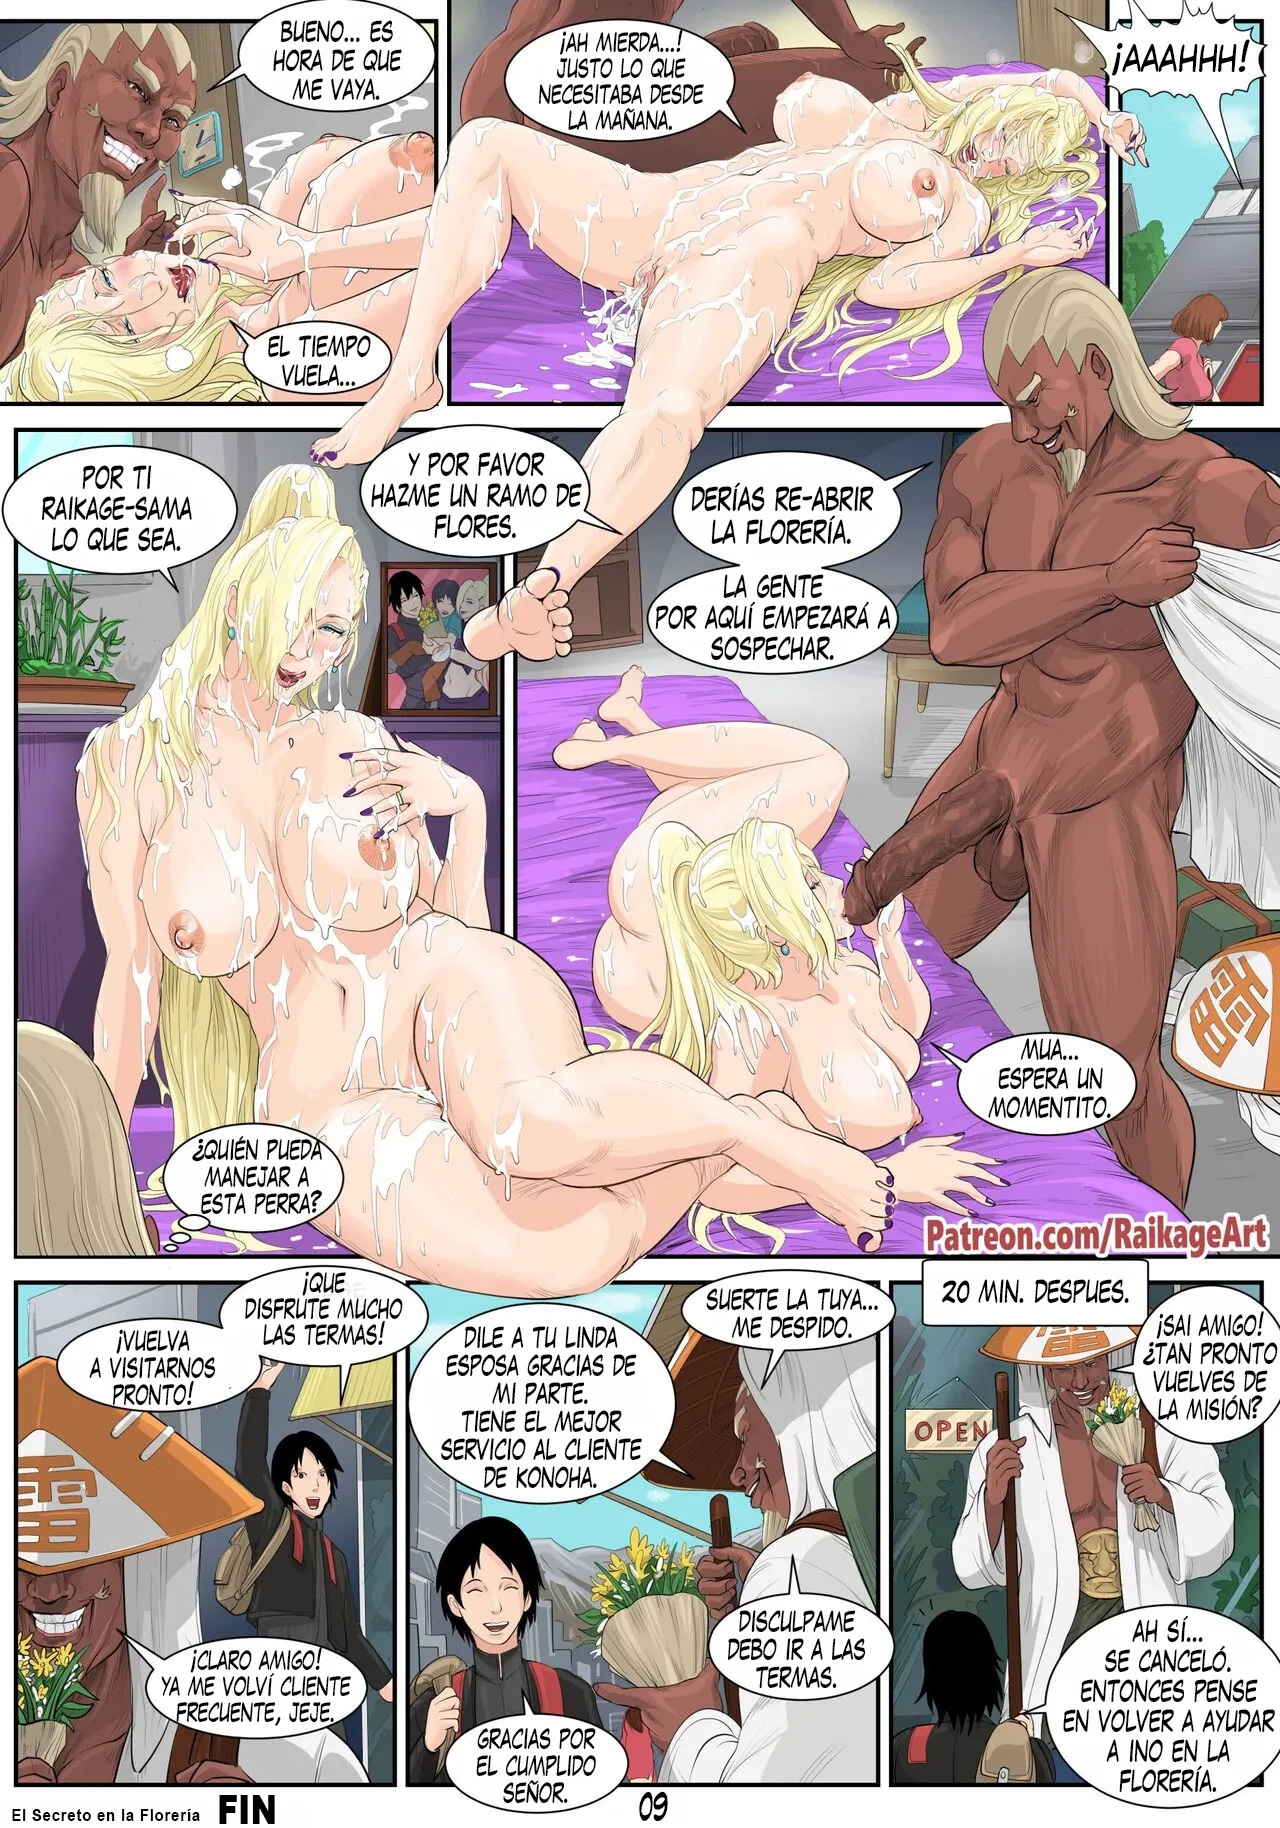 BUENO... ES
HORA DE QUE
ME VAYA.
EL TIEMPO
VUELA...
¡AH MIERDA...!
JUSTO LO QUE
NECESITABA DESDE
LA MAÑANA.
¡AAAHHH!
POR TI
RAIKAGE-SAMA
LO QUE SEA.
Y POR FAVOR
HAZME UN RAMO DE
FLORES.
¿QUIÉN PUEDA
MANEJAR A
ESTA PERRA?
DERÍAS RE-ABRIR
LA FLORERÍA.
LA GENTE
POR AQUÍ EMPEZARÁ A
SOSPECHAR.
MUA...
ESPERA UN
MOMENTITO.
Patreon.com/RaikageArt
¡VUELVA
A VISITARNOS
PRONTO!
¡QUE
DISFRUTE MUCHO
LAS TERMAS!
雷
¡CLARO AMIGO!
YA ME VOLVÍ CLIENTE
FRECUENTE, JEJE.
DILE A TU LINDA
ESPOSA GRACIAS DE
MI PARTE.
TIENE EL MEJOR
SERVICIO AL CLIENTE
DE KONOHA.
SUERTE LA TUYA...
ME DESPIDO.
DISCULPAME
DEBO IR A LAS
TERMAS.
GRACIAS POR
EL CUMPLIDO
SEÑOR.
20 MIN. DESPUES.
¡SAI AMIGO!
¿TAN PRONTO
VUELVES DE
LA MISIÓN?
OPEN
AH SÍ...
SE CANCELÓ.
ENTONCES PENSE
EN VOLVER A AYUDAR
A INO EN LA
FLORERÍA.
El Secreto en la Florería FIN
09